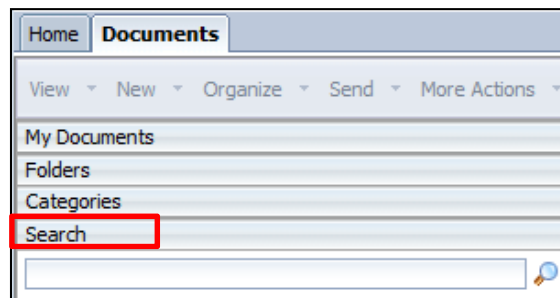 Home Documents
View New Organize Send More Actions
My Documents
Folders
Categories
Search